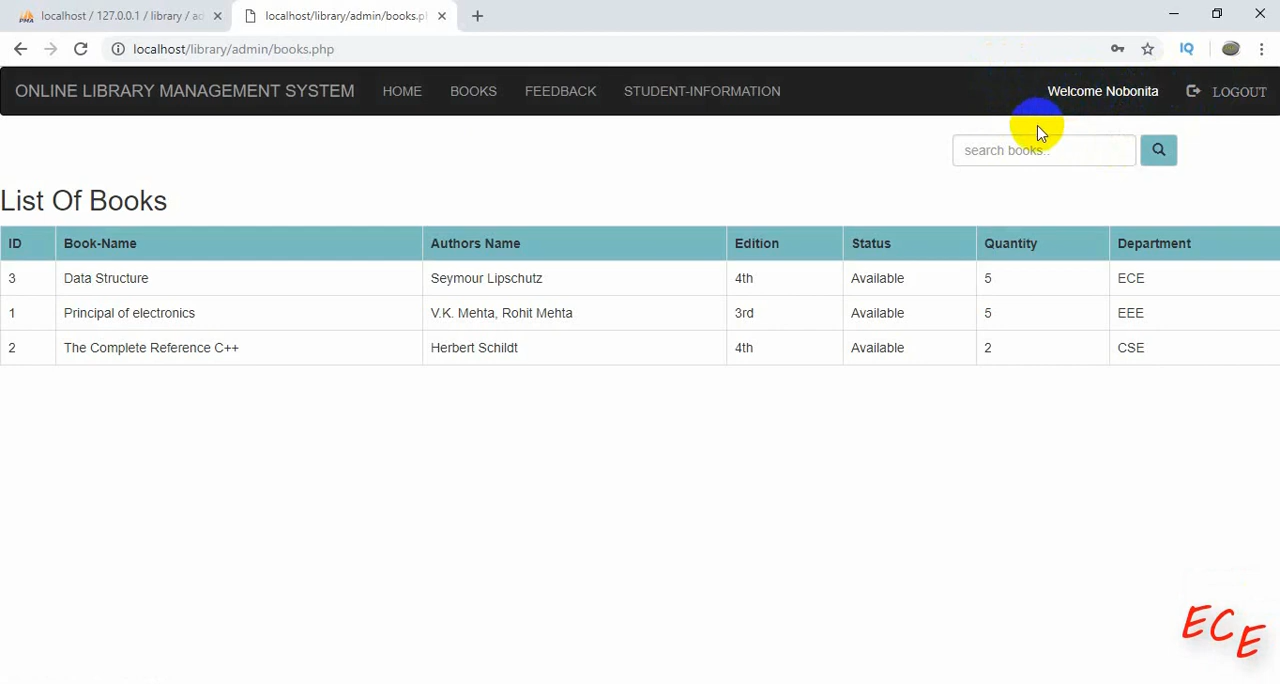 localhost / 127.0.0.1 / library / ad
localhost/library/admin/books.p
localhost/library/admin/books.php
IQ
ONLINE LIBRARY MANAGEMENT SYSTEM HOME BOOKS FEEDBACK STUDENT-INFORMATION Welcome Nobonita LOGOUT
search books..
List Of Books
ID Book-Name Authors Name Edition Status Quantity Department
3 Data Structure Seymour Lipschutz 4th Available 5 ECE
1 Principal of electronics V.K. Mehta, Rohit Mehta 3rd Available 5 EEE
2 The Complete Reference C++ Herbert Schildt 4th Available 2 CSE
ECE